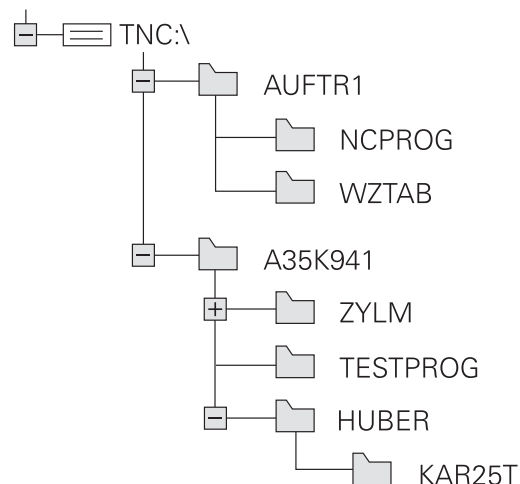 TNC:\
AUFTR1
NCPROG
WZTAB
A35K941
ZYLM
TESTPROG
HUBER
KAR25T